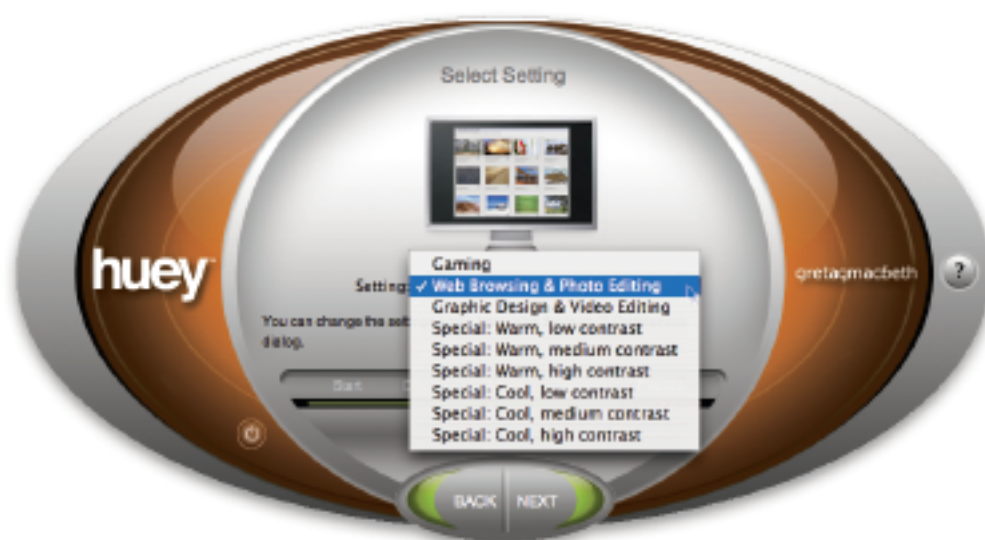 Select Setting
huey™
gretagmacbeth
?
Setting:
Gaming
✓ Web Browsing & Photo Editing
Graphic Design & Video Editing
Special: Warm, low contrast
Special: Warm, medium contrast
Special: Warm, high contrast
Special: Cool, low contrast
Special: Cool, medium contrast
Special: Cool, high contrast
You can change the
dialog.
Start
BACK NEXT